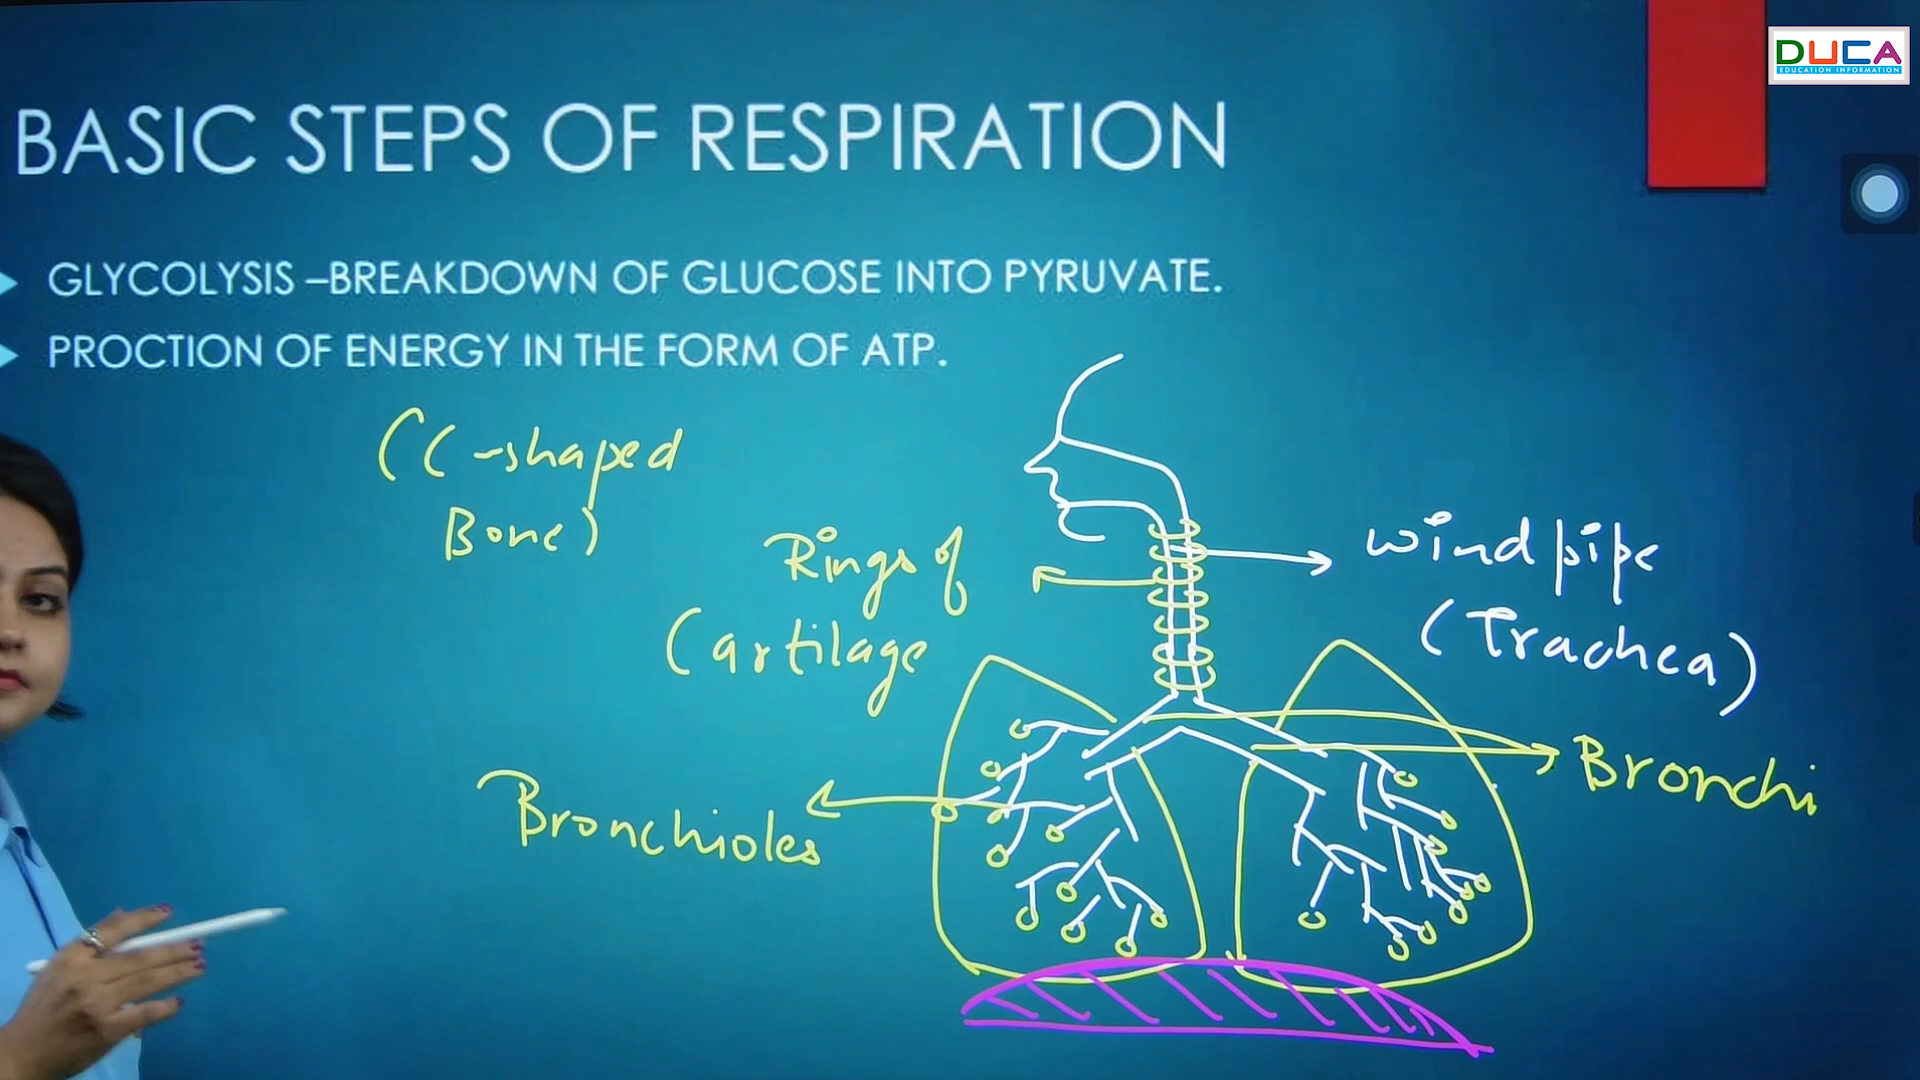 DUCA
EDUCATION INFORMATION
BASIC STEPS OF RESPIRATION
GLYCOLYSIS –BREAKDOWN OF GLUCOSE INTO PYRUVATE.
PROCTION OF ENERGY IN THE FORM OF ATP.
(C-shaped
Bone)
Rings of
Cartilage
wind pipe
(Trachea)
Bronchi
Bronchioles